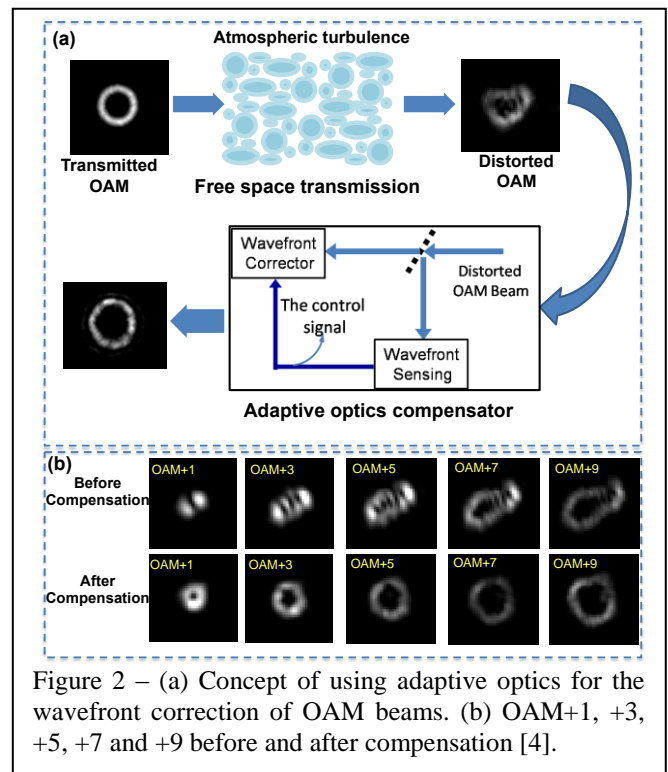 (a)
Atmospheric turbulence
Transmitted
OAM
Free space transmission
Distorted
OAM
Wavefront
Corrector
Distorted
OAM Beam
The control
signal
Wavefront
Sensing
Adaptive optics compensator
(b)
Before
Compensation
OAM+1 OAM+3 OAM+5 OAM+7 OAM+9
After
Compensation
OAM+1 OAM+3 OAM+5 OAM+7 OAM+9
Figure 2 – (a) Concept of using adaptive optics for the
wavefront correction of OAM beams. (b) OAM+1, +3,
+5, +7 and +9 before and after compensation [4].